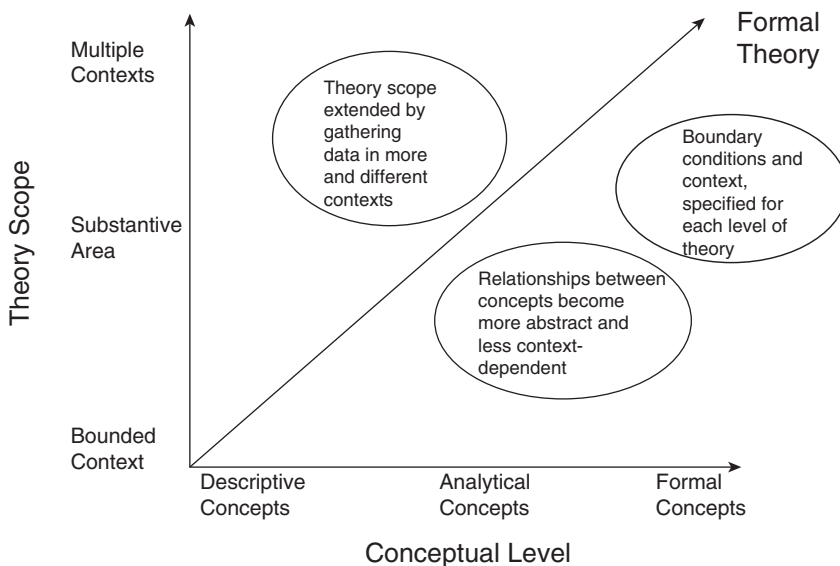 Formal
Theory
Multiple
Contexts
Theory scope
extended by
gathering
data in more
and different
contexts
Boundary
conditions and
context,
specified for
each level of
theory
Theory Scope
Substantive
Area
Relationships between
concepts become
more abstract and
less context-
dependent
Bounded
Context
Descriptive
Concepts
Analytical
Concepts
Formal
Concepts
Conceptual Level